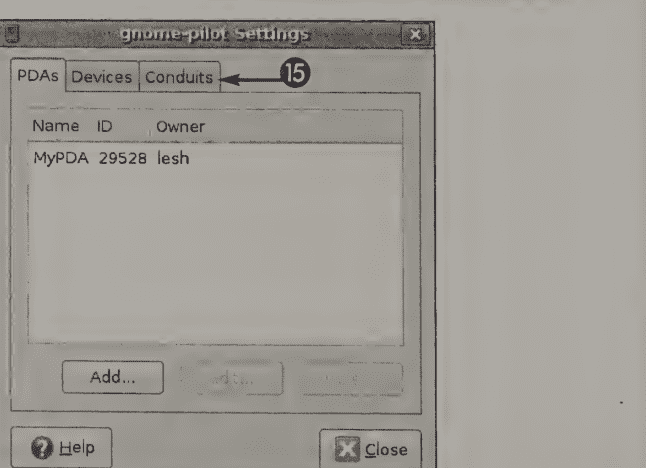 gnome-pilot Settings
PDAs Devices Conduits 15
Name ID Owner
MyPDA 29528 lesh
Add...
Help Close